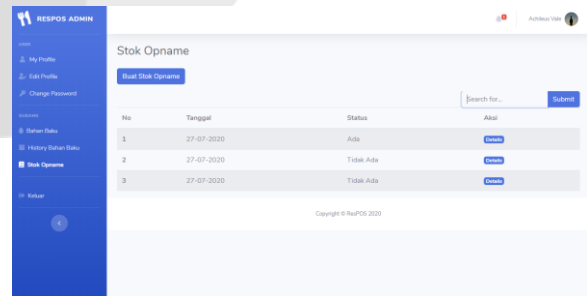 RESPOS ADMIN
Achileus Vale
USER
My Profile
Edit Profile
Change Password
GUDANG
Bahan Baku
History Bahan Baku
Stok Opname
Keluar
Stok Opname
Buat Stok Opname
Search for...
Submit
No Tanggal Status Aksi
1 27-07-2020 Ada Details
2 27-07-2020 Tidak Ada Details
3 27-07-2020 Tidak Ada Details
Copyright © ResPOS 2020